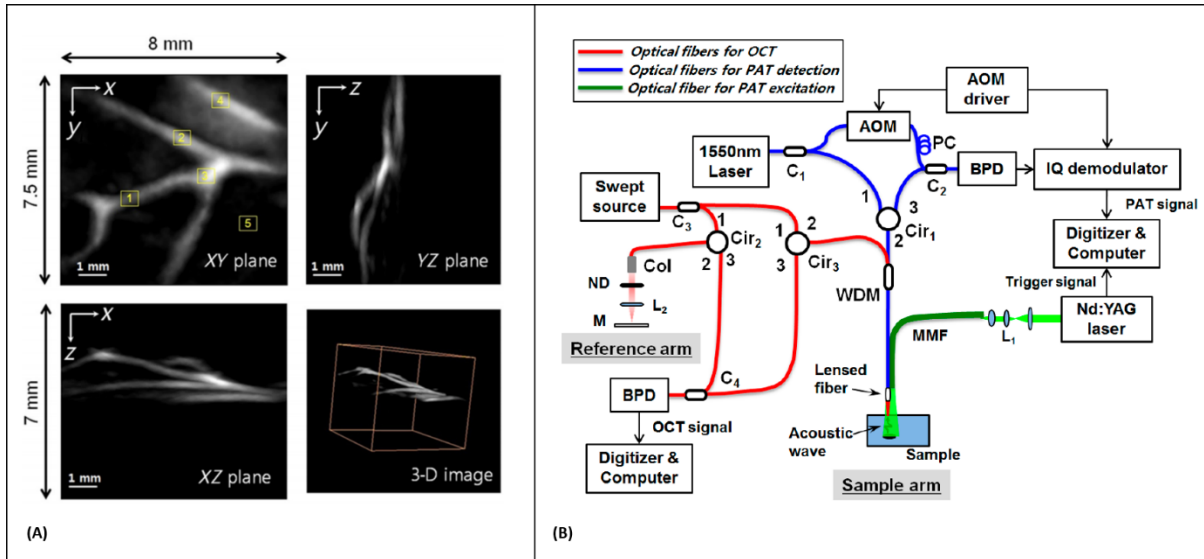 8 mm
7.5 mm
x
y
4
2
3
1
5
1 mm
XY plane
z
y
1 mm
YZ plane
7 mm
x
z
1 mm
XZ plane
3-D image
(A)
Optical fibers for OCT
Optical fibers for PAT detection
Optical fiber for PAT excitation
AOM
driver
AOM
PC
1550nm
Laser
C1
C2
BPD
IQ demodulator
PAT signal
Swept
source
C3
1
3
2
Cir1
1
2
3
Cir2
1
2
3
Cir3
Digitizer &
Computer
Trigger signal
Col
ND
L2
M
Reference arm
WDM
MMF
L1
Nd:YAG
laser
C4
BPD
OCT signal
Digitizer &
Computer
Lensed
fiber
Acoustic
wave
Sample
Sample arm
(B)